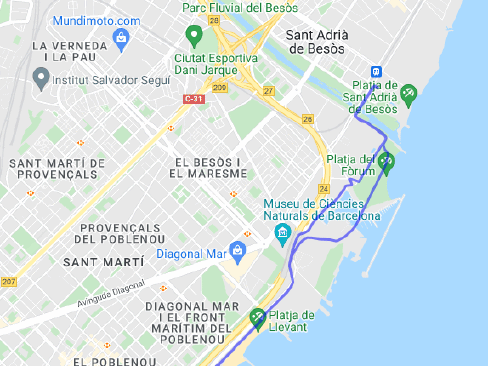 Parc Fluvial del Besòs
Mundimoto.com
Sant Adrià
de Besòs
LA VERNEDA
I LA PAU
Ciutat Esportiva
Dani Jarque
26
27
Institut Salvador Seguí
209
C-31
Platja de
Sant Adrià
de Besòs
SANT MARTÍ DE
PROVENÇALS
EL BESÒS I
EL MARESME
Platja del
Fòrum
24
Museu de Ciències
Naturals de Barcelona
PROVENÇALS
DEL POBLENOU
Diagonal Mar
SANT MARTÍ
207
Avinguda Diagonal
DIAGONAL MAR
I EL FRONT
MARÍTIM DEL
POBLENOU
Platja de
Llevant
EL POBLENOU